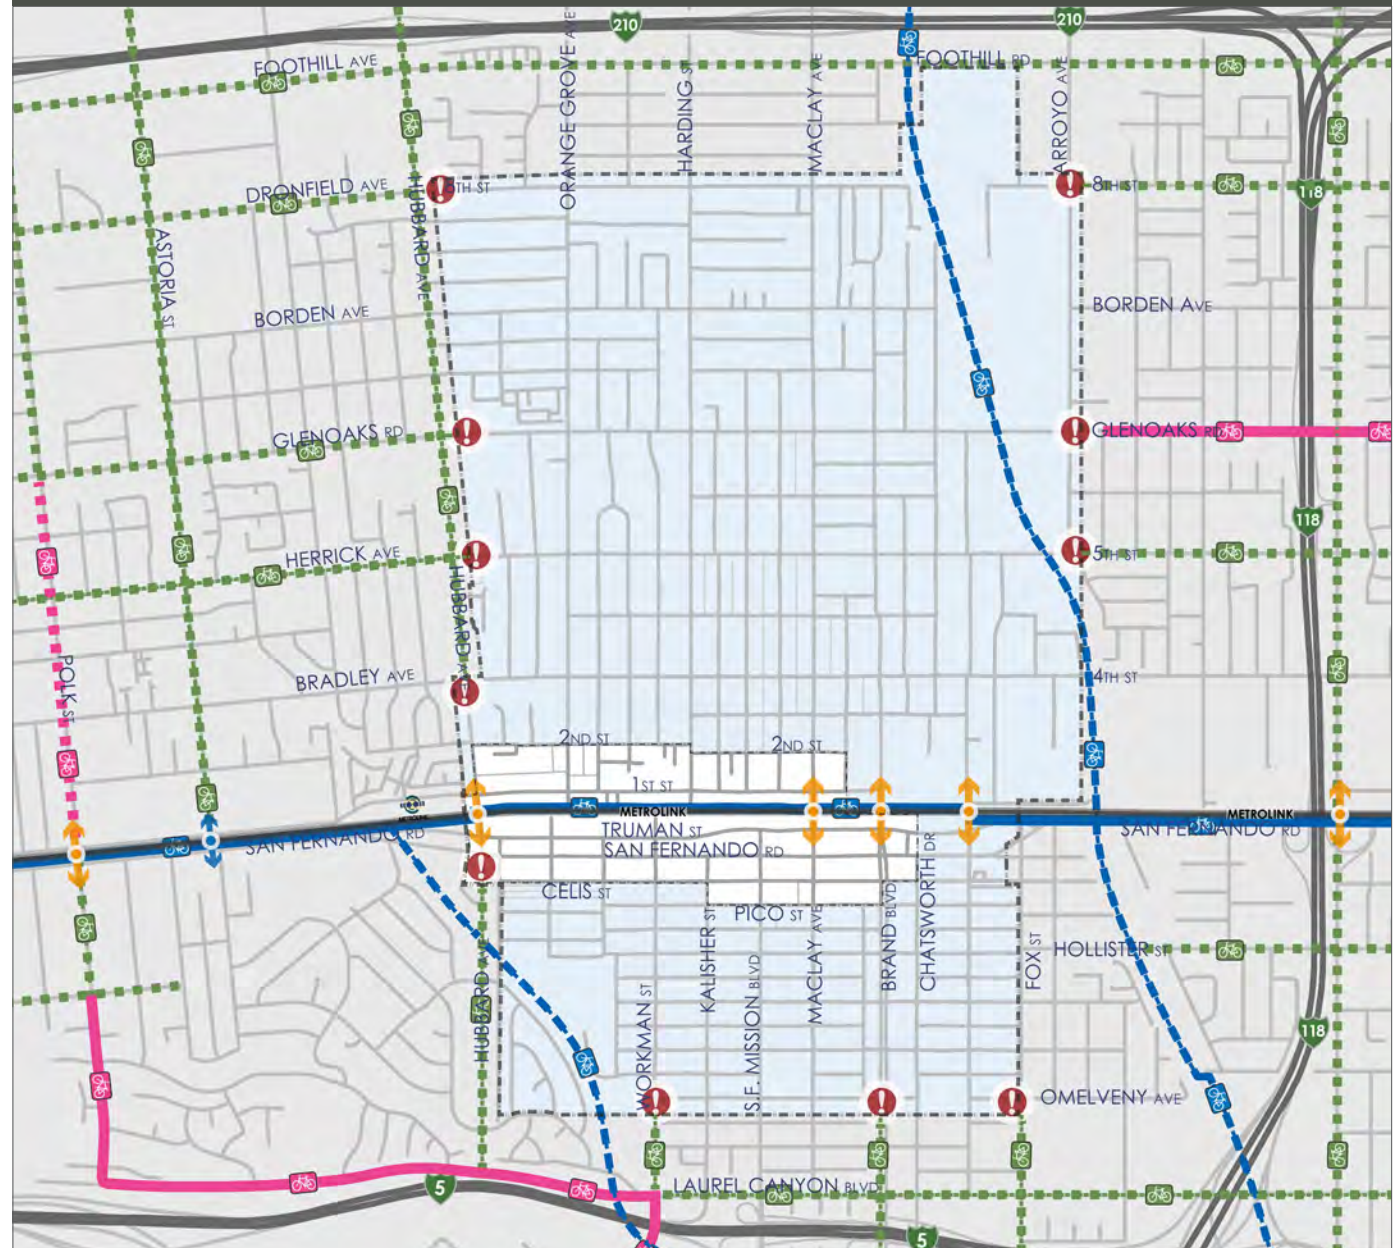 210
210
FOOTHILL AVE
FOOTHILL RD
ORANGE GROVE AVE
HARDING ST
MACLAY AVE
ARROYO AVE
DRONFIELD AVE
8TH ST
8TH ST
118
HUBBARD AVE
ASTORIA ST
BORDEN AVE
BORDEN AVE
GLENOAKS RD
GLENOAKS RD
118
HERRICK AVE
5TH ST
HUBBARD AVE
POLK ST
BRADLEY AVE
4TH ST
2ND ST
2ND ST
1ST ST
METROLINK
METROLINK
METROLINK
SAN FERNANDO RD
TRUMAN ST
SAN FERNANDO RD
SAN FERNANDO RD
CELIS ST
PICO ST
KALISHER ST
MACLAY AVE
BRAND BLVD
CHATSWORTH DR
FOX ST
HOLLISTER ST
HUBBARD AVE
WORKMAN ST
S.F. MISSION BLVD
118
OMELVENY AVE
LAUREL CANYON BLVD
5
5